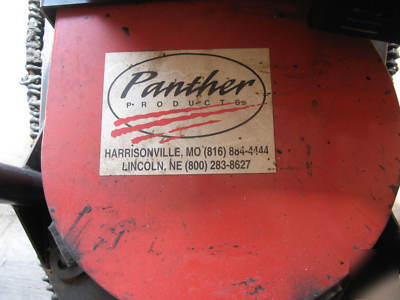 Panther
PRODUCTS
HARRISONVILLE, MO (816) 884-4444
LINCOLN, NE (800) 283-8627